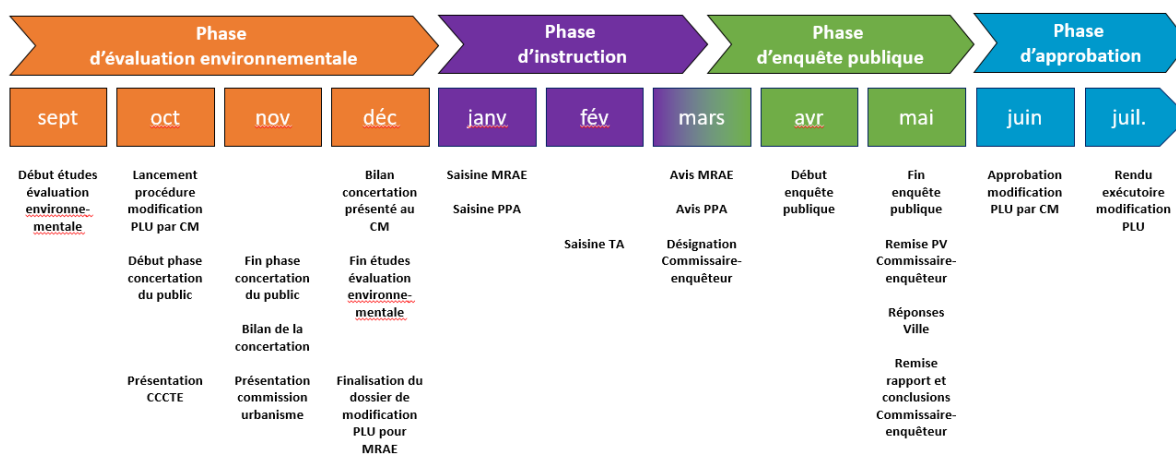 Phase
d'évaluation environnementale
Phase
d'instruction
Phase
d'enquête publique
Phase
d'approbation
sept
oct
nov
déc
janv
fév
mars
avr
mai
juin
juil.
Début études
évaluation
environne-
mentale
Lancement
procédure
modification
PLU par CM
Début phase
concertation
du public
Présentation
CCCTE
Fin phase
concertation
du public
Bilan de la
concertation
Présentation
commission
urbanisme
Bilan
concertation
présenté au
CM
Fin études
évaluation
environne-
mentale
Finalisation du
dossier de
modification
PLU pour
MRAE
Saisine MRAE
Saisine PPA
Saisine TA
Avis MRAE
Avis PPA
Désignation
Commissaire-
enquêteur
Début
enquête
publique
Fin
enquête
publique
Remise PV
Commissaire-
enquêteur
Réponses
Ville
Remise
rapport et
conclusions
Commissaire-
enquêteur
Approbation
modification
PLU par CM
Rendu
exécutoire
modification
PLU